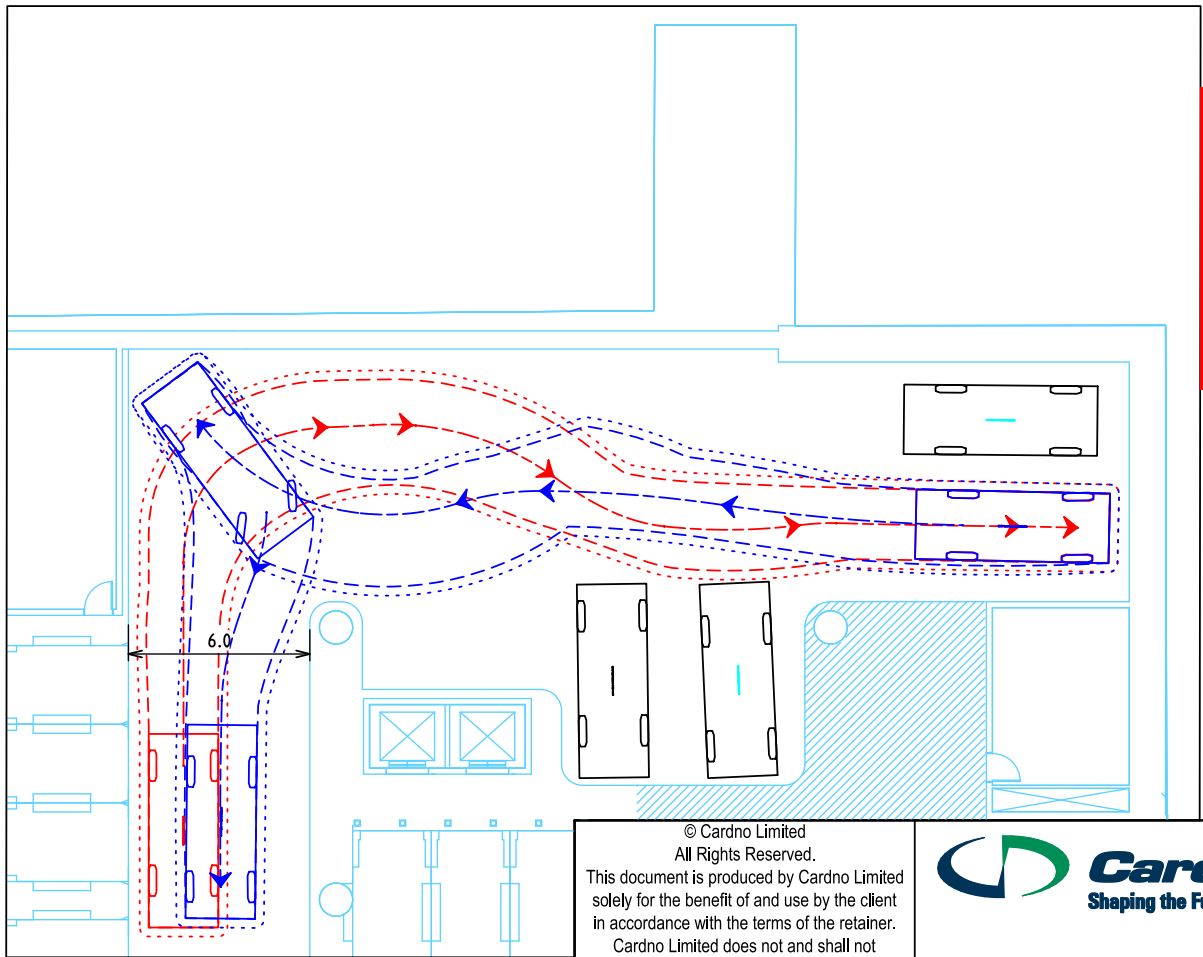 6.0
© Cardno Limited
All Rights Reserved.
This document is produced by Cardno Limited
solely for the benefit of and use by the client
in accordance with the terms of the retainer.
Cardno Limited does not and shall not
Card
Shaping the Fu